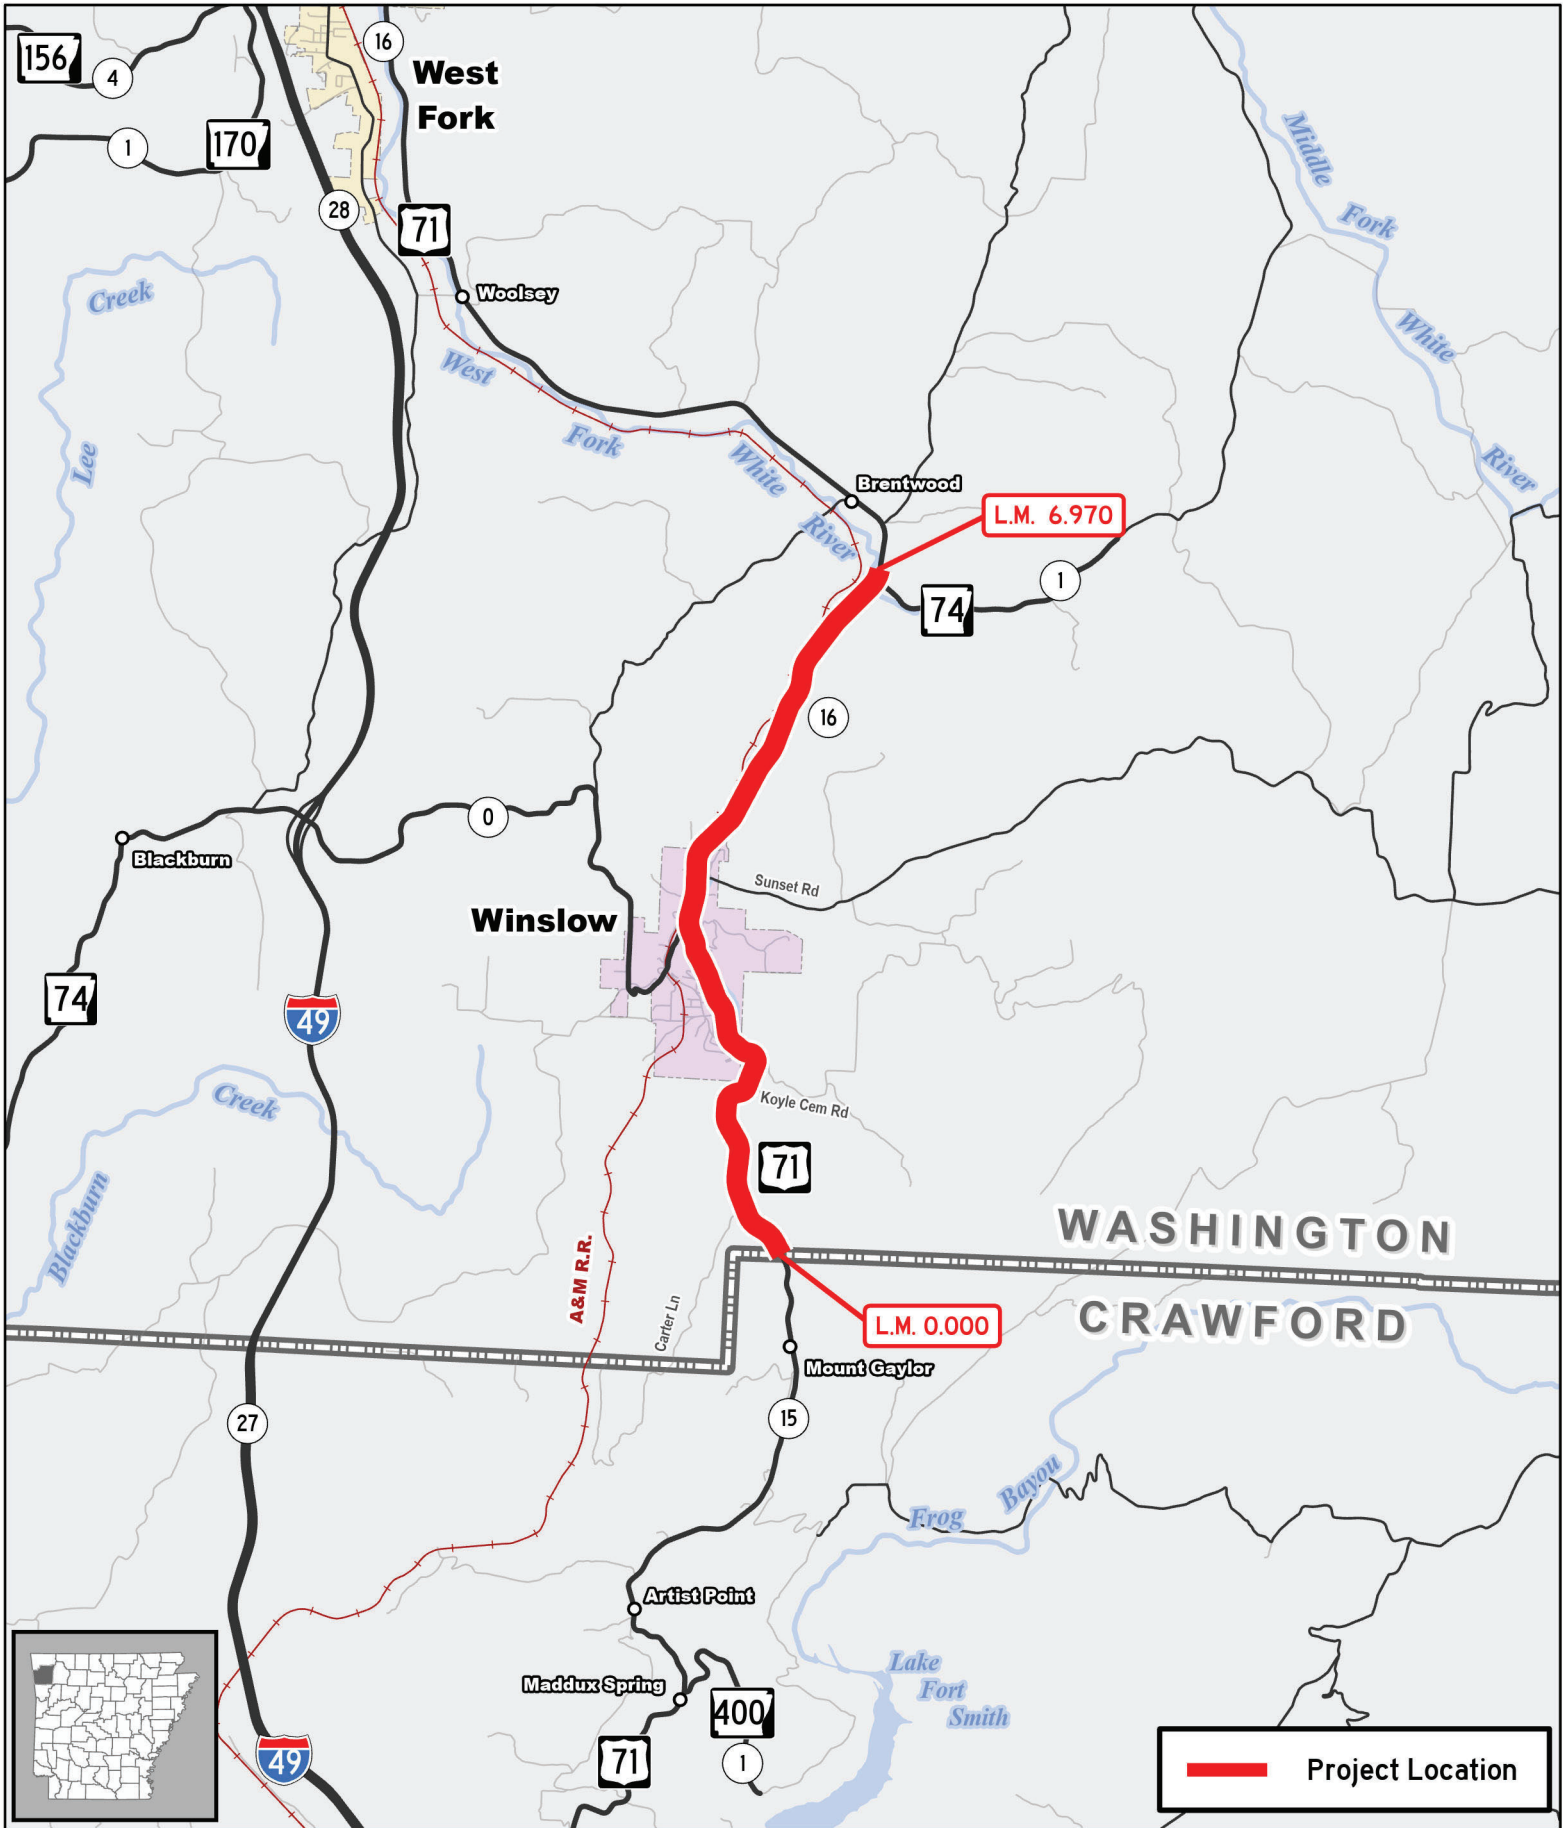 156
4
16
West
Fork
170
1
28
71
Middle
Fork
White
River
Creek
Lee
Woolsey
West
Fork
White
River
Brentwood
L.M. 6.970
1
74
16
0
Blackburn
Sunset Rd
Winslow
74
49
Creek
Blackburn
Koyle Cem Rd
71
WASHINGTON
CRAWFORD
A&M R.R.
Carter Ln
L.M. 0.000
Mount Gaylor
27
15
Frog
Bayou
Artist Point
Maddux Spring
Lake
Fort
Smith
400
1
71
49
Project Location